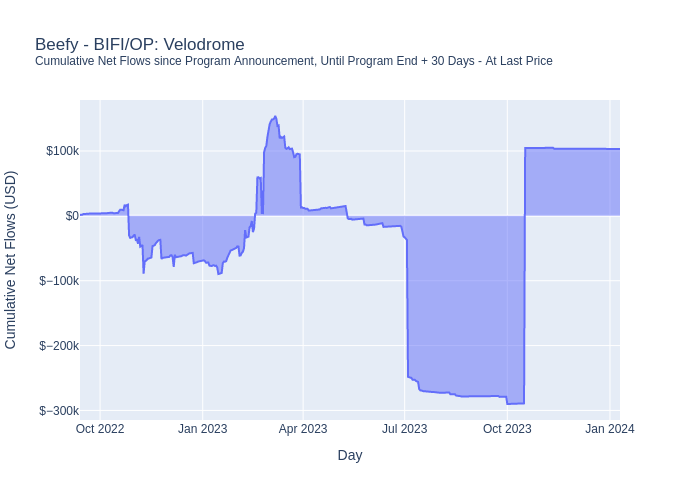 Beefy - BIFI/OP: Velodrome
Cumulative Net Flows since Program Announcement, Until Program End + 30 Days - At Last Price
Cumulative Net Flows (USD)
$100k
$0
$−100k
$−200k
$−300k
Oct 2022
Jan 2023
Apr 2023
Jul 2023
Oct 2023
Jan 2024
Day